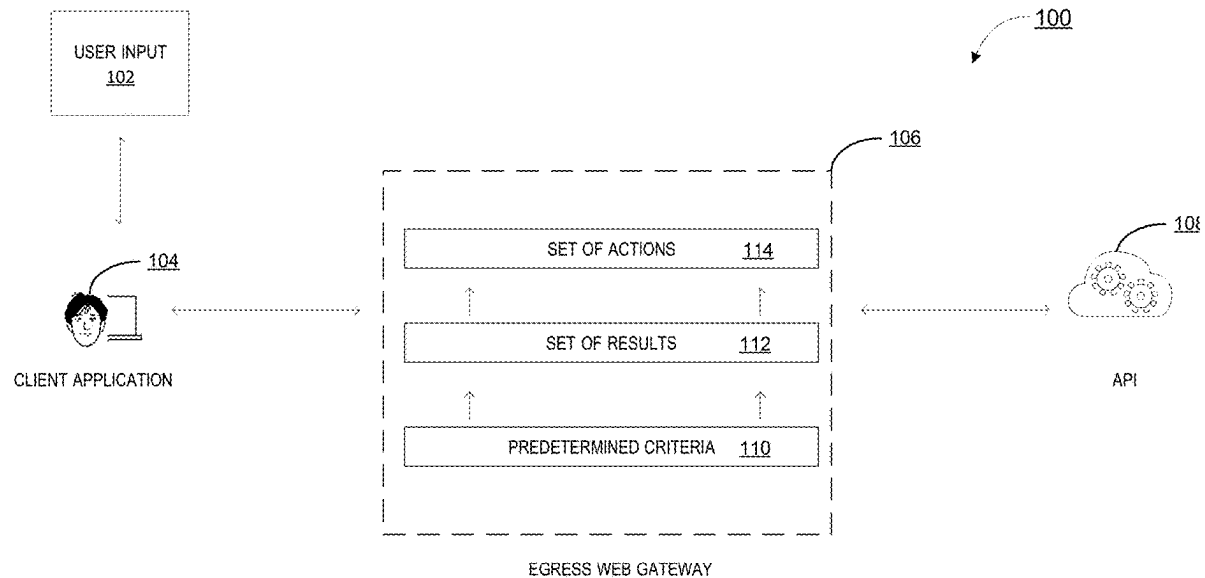 100
USER INPUT
102
106
108
SET OF ACTIONS 114
104
SET OF RESULTS 112
CLIENT APPLICATION
API
PREDETERMINED CRITERIA 110
EGRESS WEB GATEWAY